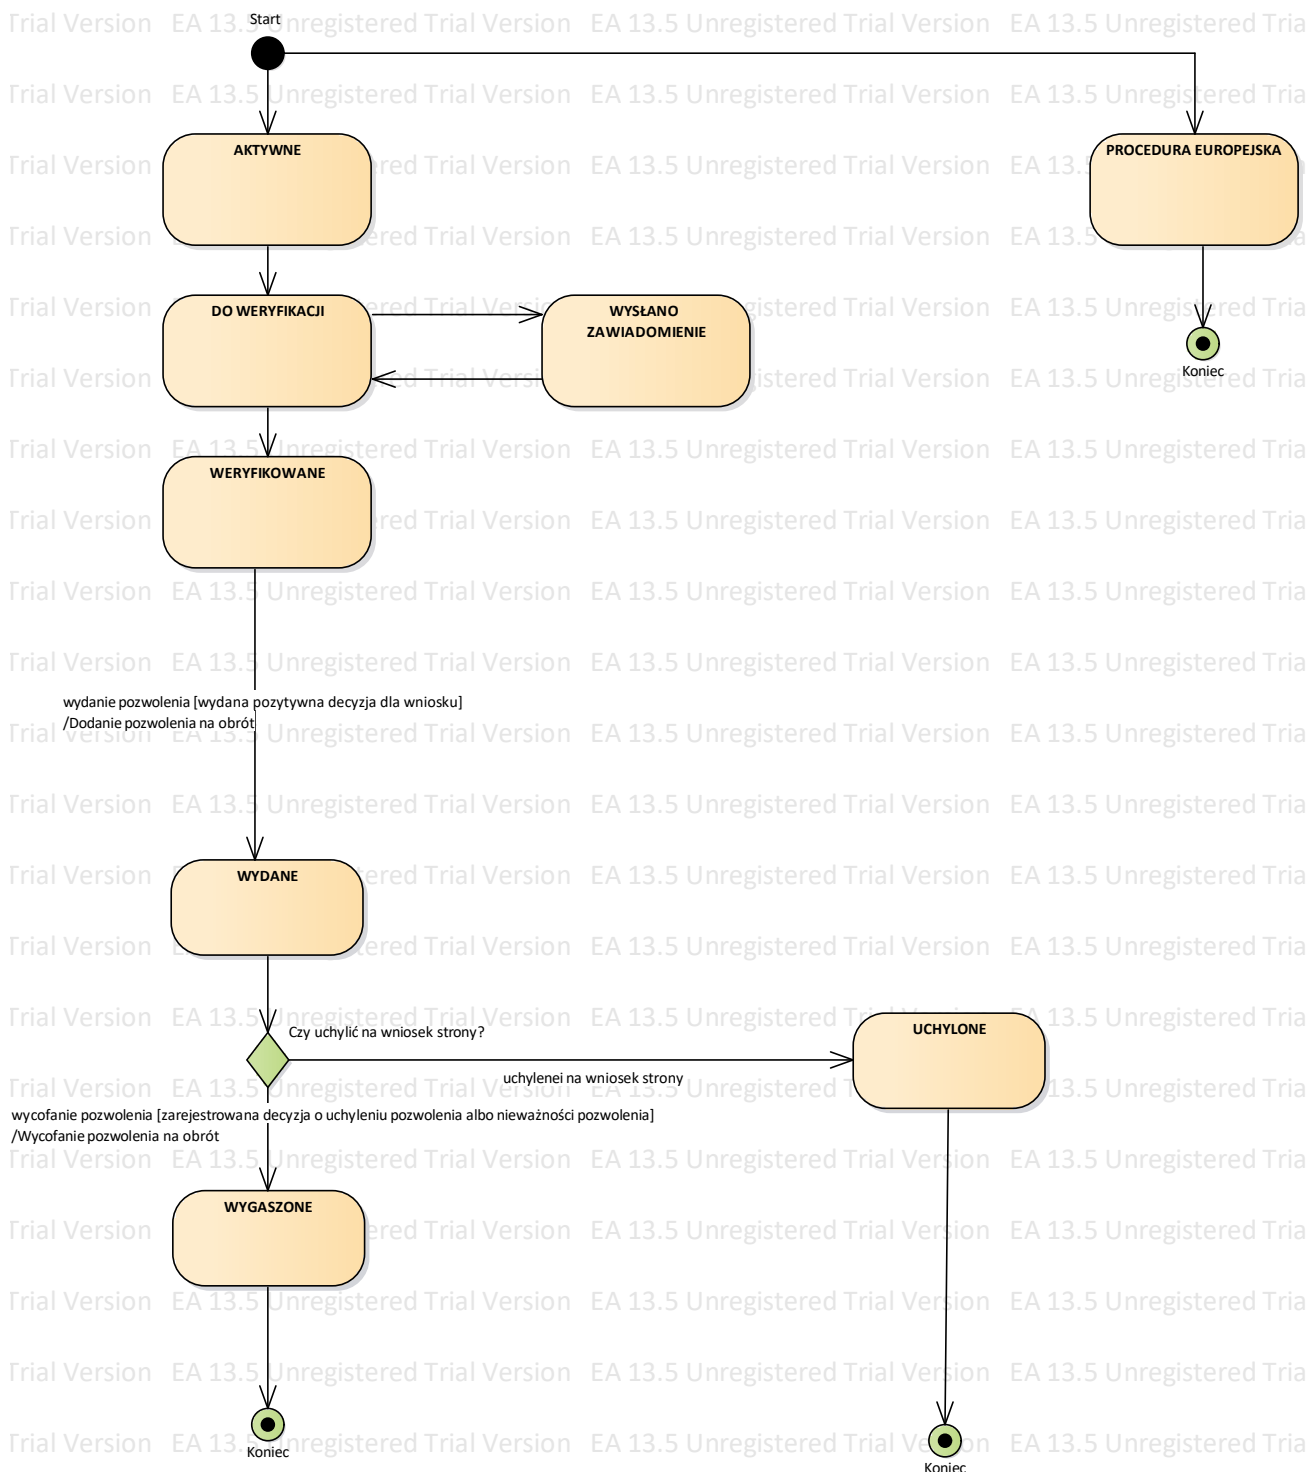 Start
AKTYWNE
PROCEDURA EUROPEJSKA
DO WERYFIKACJI
WYSŁANO
ZAWIADOMIENIE
Koniec
WERYFIKOWANE
wydanie pozwolenia [wydana pozytywna decyzja dla wniosku]
/Dodanie pozwolenia na obrót
WYDANE
Czy uchylić na wniosek strony?
UCHYLONE
uchylenei na wniosek strony
wycofanie pozwolenia [zarejestrowana decyzja o uchyleniu pozwolenia albo nieważności pozwolenia]
/Wycofanie pozwolenia na obrót
WYGASZONE
Koniec
Koniec